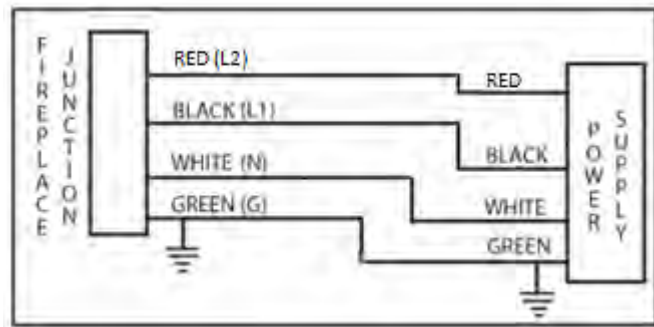 FIREPLACE
JUNCTION
RED (L2)
BLACK (L1)
WHITE (N)
GREEN (G)
RED
BLACK
WHITE
GREEN
POWER
SUPPLY